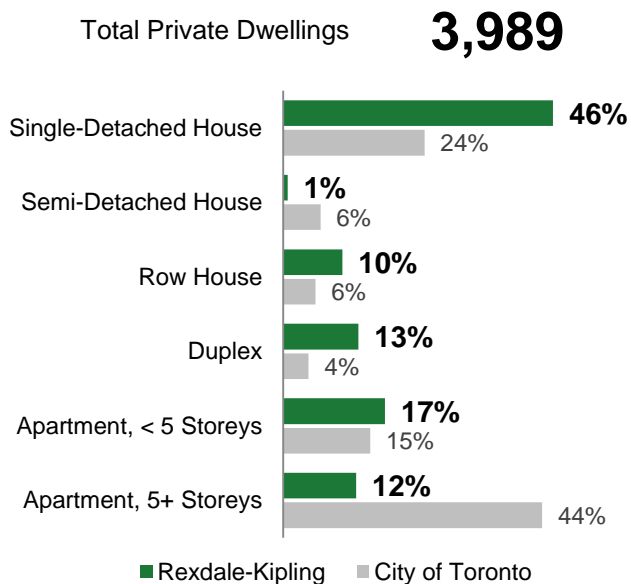 Total Private Dwellings 3,989
Single-Detached House 46%
24%
Semi-Detached House 1%
6%
Row House 10%
6%
Duplex 13%
4%
Apartment, < 5 Storeys 17%
15%
Apartment, 5+ Storeys 12%
44%
Rexdale-Kipling City of Toronto